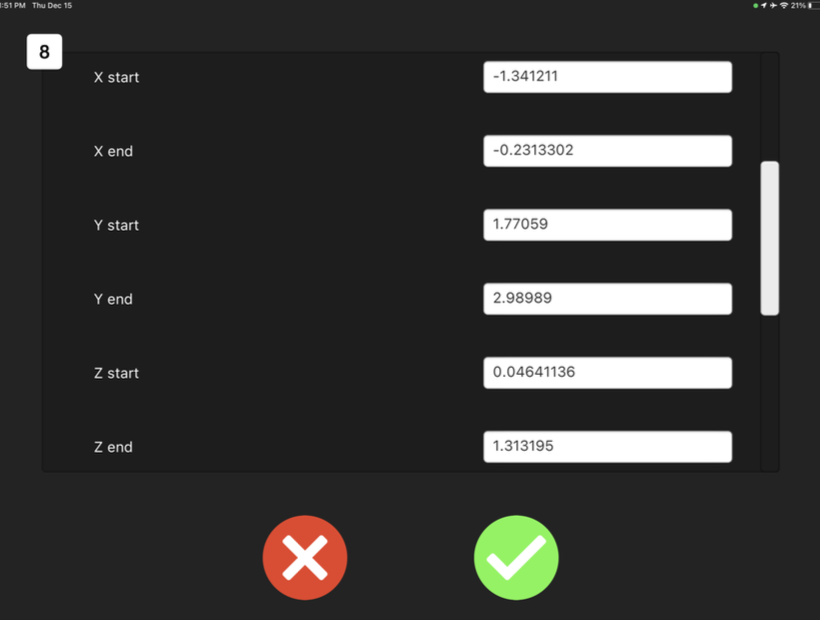 :51 PM Thu Dec 15
21%
8
X start
-1.341211
X end
-0.2313302
Y start
1.77059
Y end
2.98989
Z start
0.04641136
Z end
1.313195